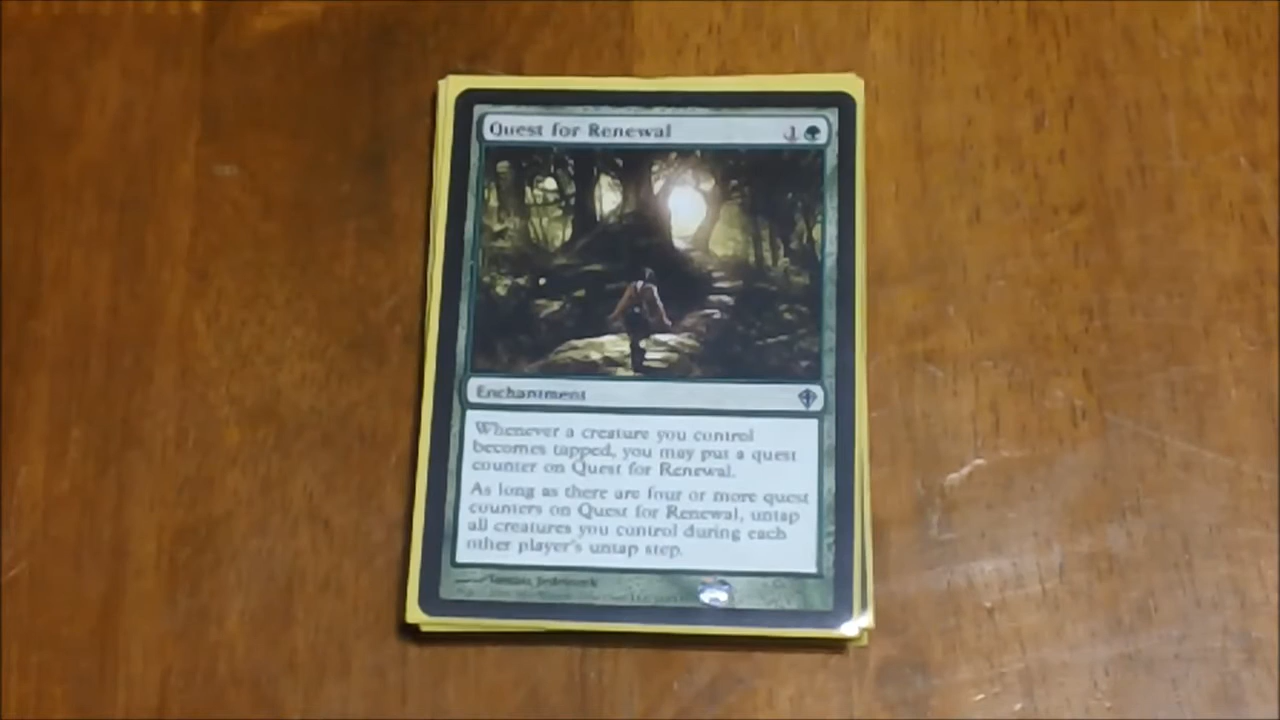 Quest for Renewal 1
Enchantment
Whenever a creature you control
becomes tapped, you may put a quest
counter on Quest for Renewal.
As long as there are four or more quest
counters on Quest for Renewal, untap
all creatures you control during each
other player's untap step.